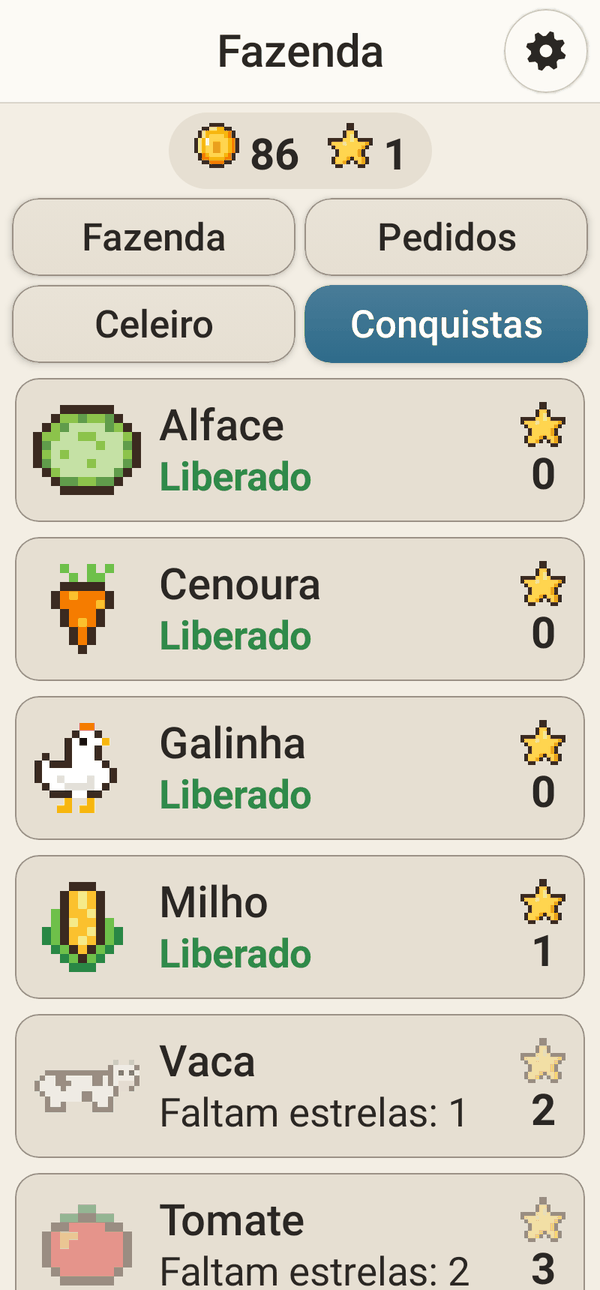 Fazenda
86 1
Fazenda Pedidos
Celeiro Conquistas
Alface
Liberado
0
Cenoura
Liberado
0
Galinha
Liberado
0
Milho
Liberado
1
Vaca
Faltam estrelas: 1
2
Tomate
Faltam estrelas: 2
3